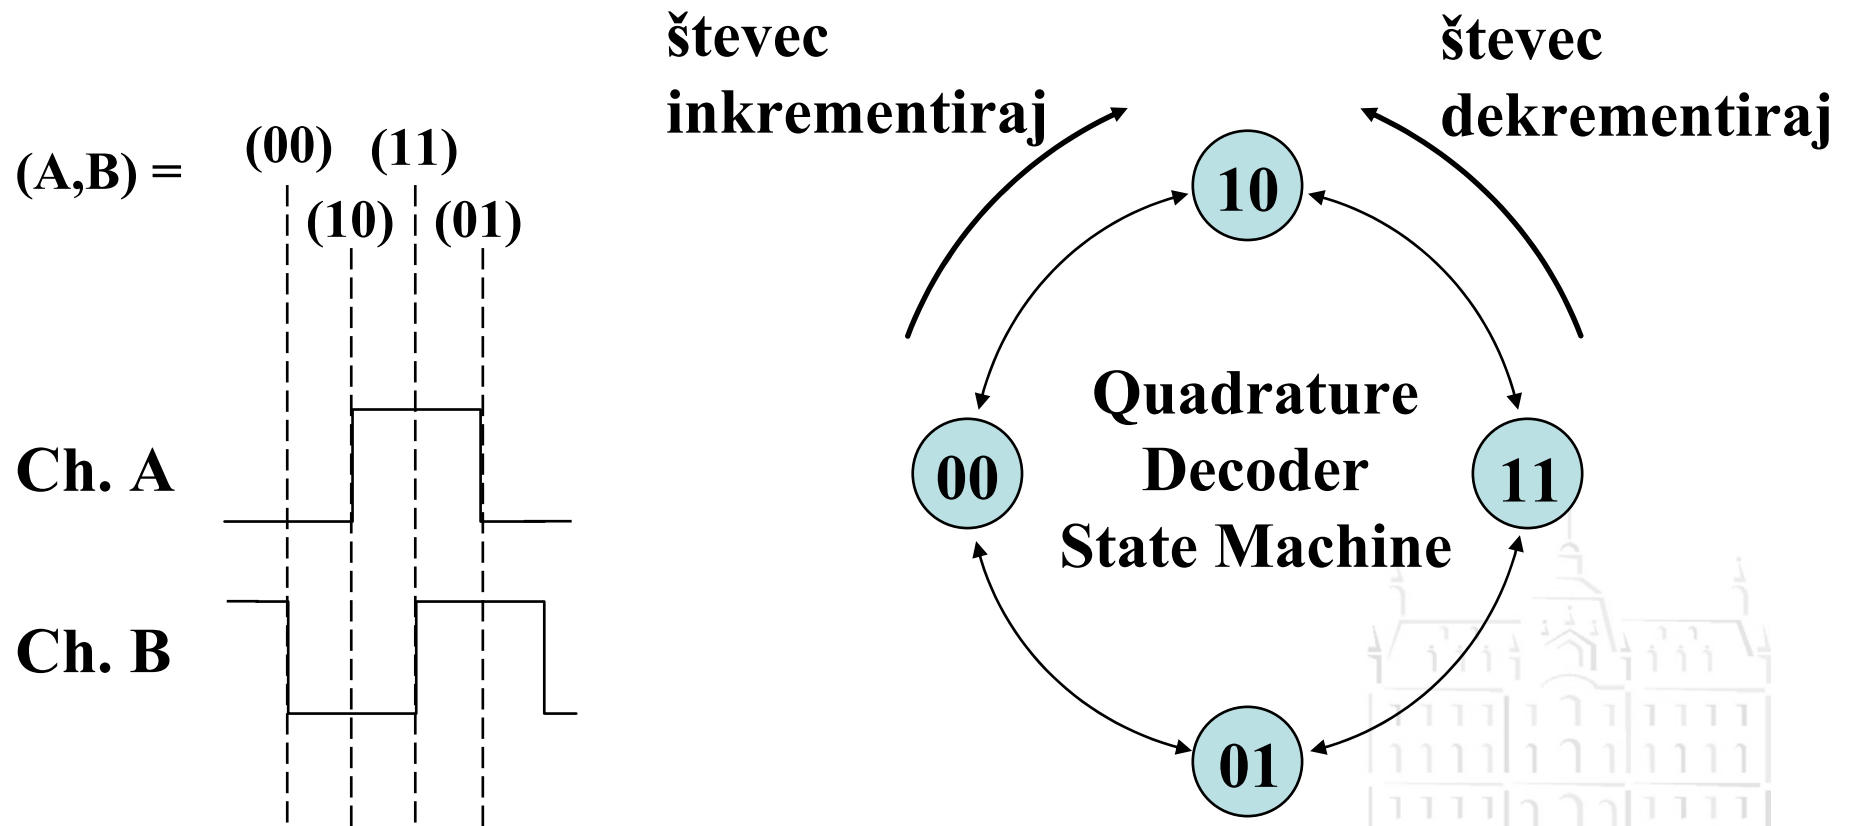 števec
inkrementiraj
števec
dekrementiraj
(A,B) =
(00)
(11)
(10)
(01)
Ch. A
Ch. B
10
00
11
01
Quadrature
Decoder
State Machine